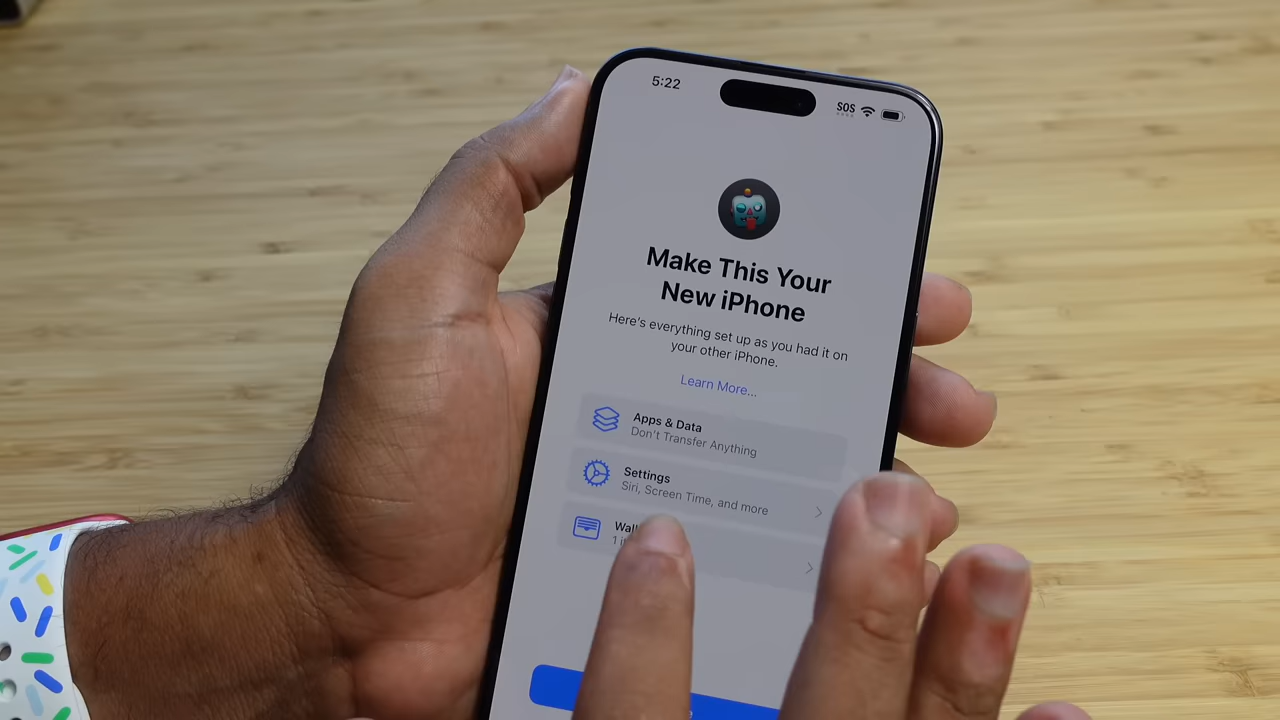 5:22
SOS
Make This Your
New iPhone
Here's everything set up as you had it on
your other iPhone.
Learn More...
Apps & Data
Don't Transfer Anything
Settings
Siri, Screen Time, and more